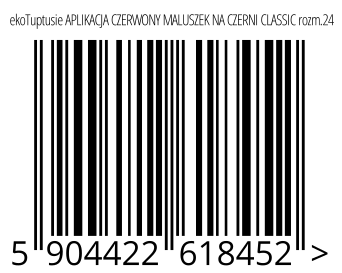 ekoTuptusie APLIKACJA CZERWONY MALUSZEK NA CZERNI CLASSIC rozm.24
5 904422 618452 >